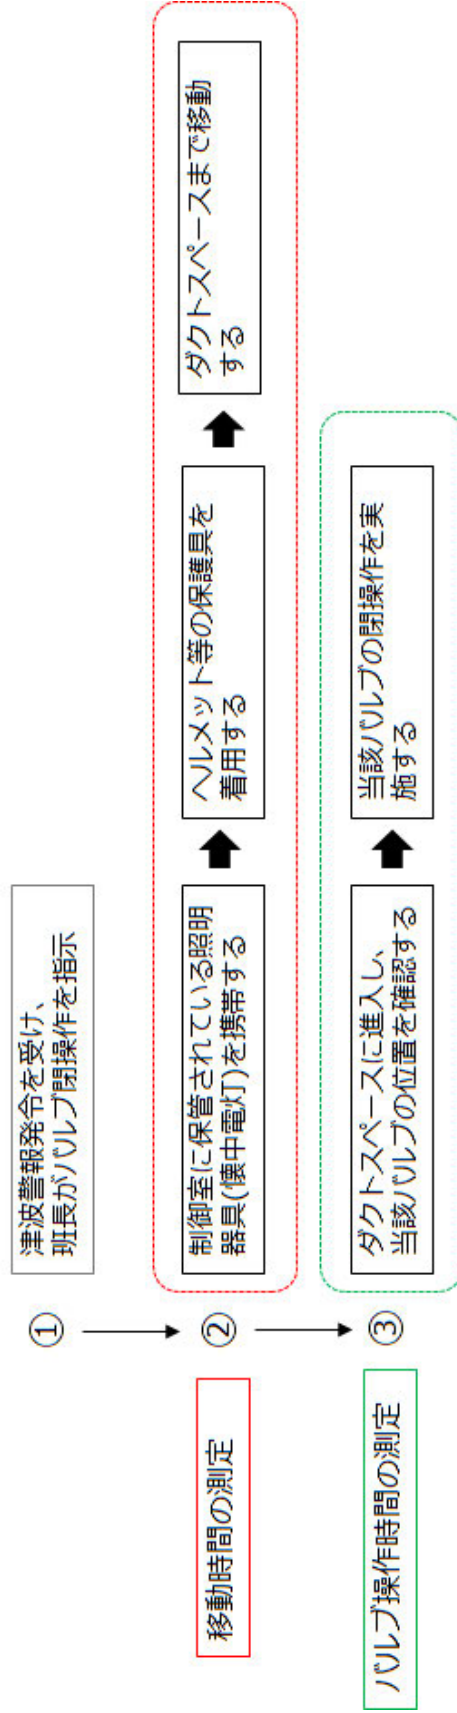 ①
津波警報発令を受け、
班長がバルブ閉操作を指示
移動時間の測定
②
制御室に保管されている照明
器具(懐中電灯)を携帯する
ヘルメット等の保護具を
着用する
ダクトスペースまで移動
する
バルブ操作時間の測定
③
ダクトスペースに進入し、
当該バルブの位置を確認する
当該バルブの閉操作を実
施する